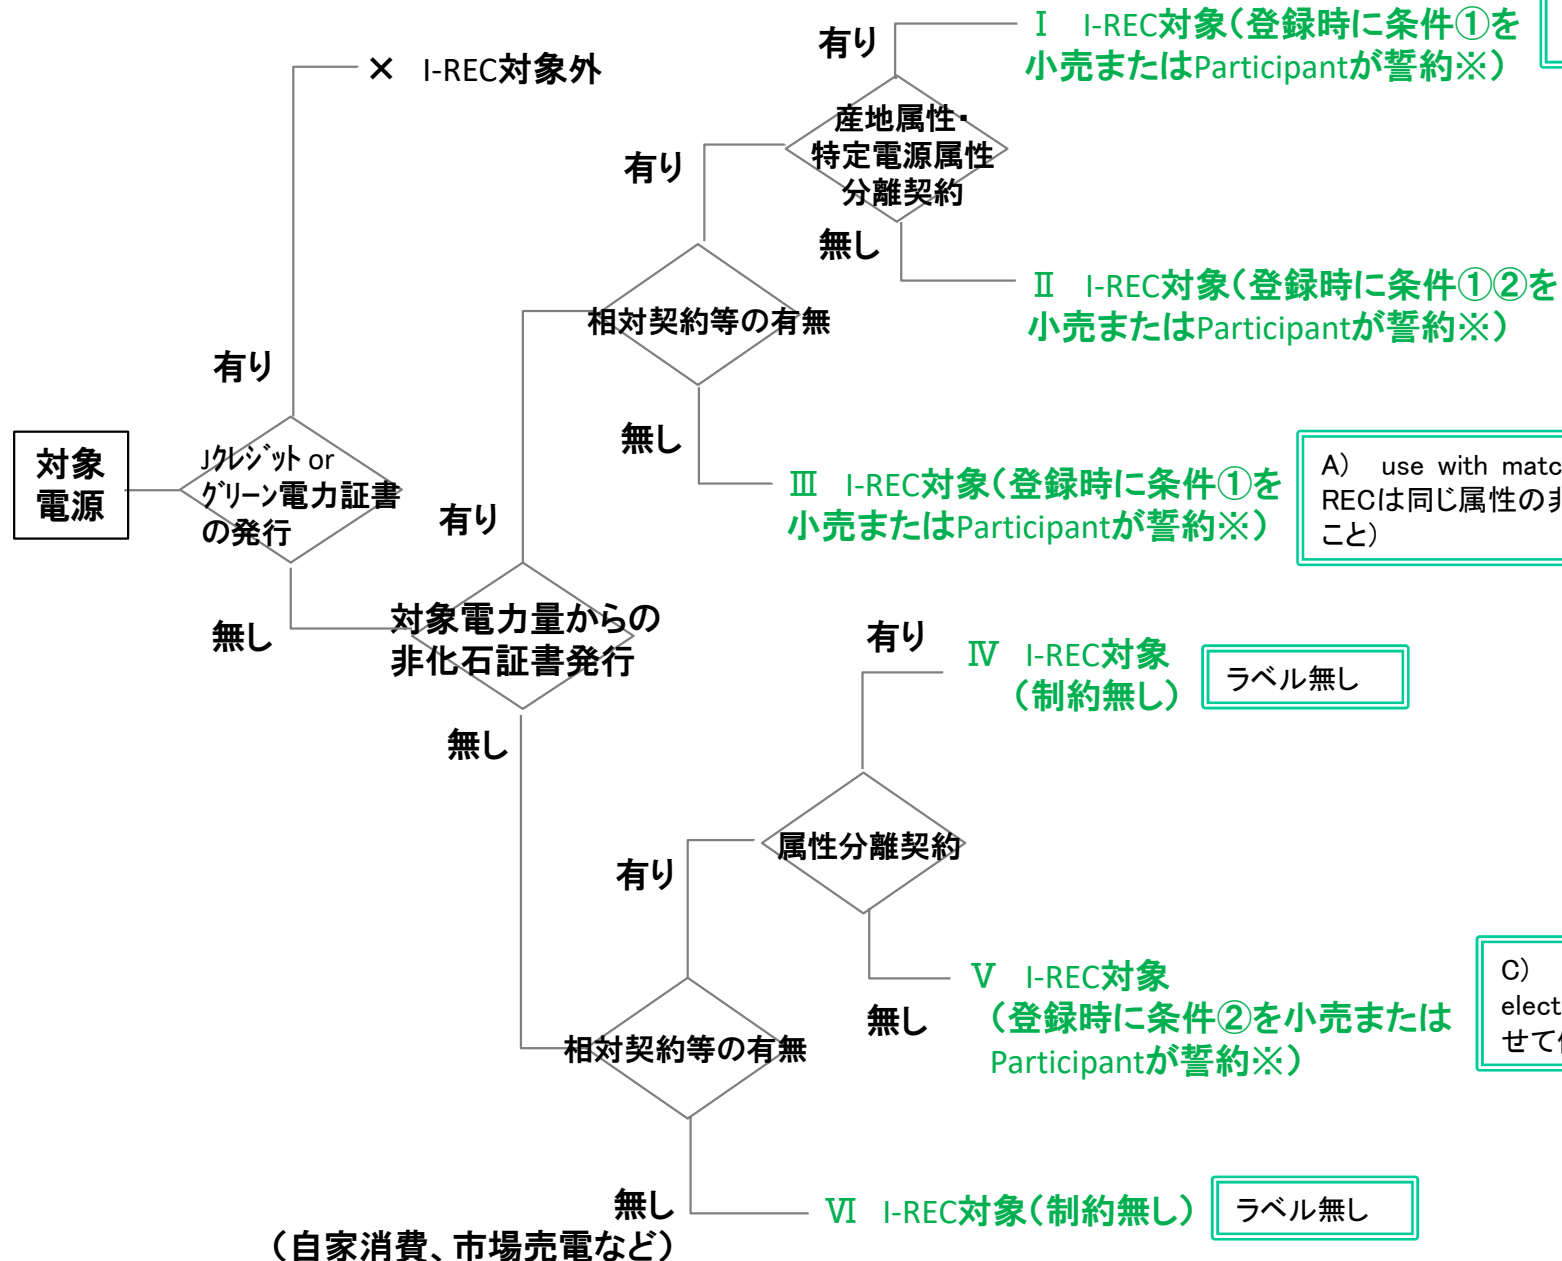 有り
Ⅰ I-REC対象（登録時に条件①を
小売またはParticipantが誓約※）
× I-REC対象外
産地属性・
特定電源属性
分離契約
有り
無し
Ⅱ I-REC対象（登録時に条件①②を
小売またはParticipantが誓約※）
相対契約等の有無
有り
無し
対象
電源
Jｸﾚｼﾞｯﾄ or
ｸﾞﾘｰﾝ電力証書
の発行
有り
Ⅲ I-REC対象（登録時に条件①を
小売またはParticipantが誓約※）
A） use with
RECは同じ属性の
こと）
対象電力量からの
非化石証書発行
無し
有り
Ⅳ I-REC対象
（制約無し）
ラベル無し
無し
属性分離契約
有り
無し
Ⅴ I-REC対象
（登録時に条件②を小売または
Participantが誓約※）
C）
せて
相対契約等の有無
無し
（自家消費、市場売電など）
Ⅵ I-REC対象（制約無し）
ラベル無し